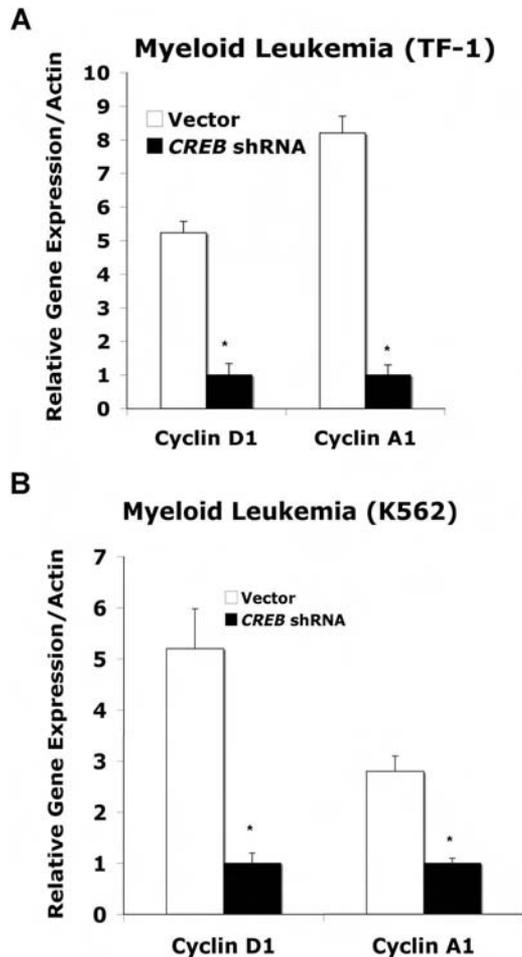 A
Myeloid Leukemia (TF-1)
Relative Gene Expression/Actin
10
9
8
7
6
5
4
3
2
1
0
Vector
CREB shRNA
*
*
Cyclin D1 Cyclin A1
B
Myeloid Leukemia (K562)
Relative Gene Expression/Actin
7
6
5
4
3
2
1
0
Vector
CREB shRNA
*
*
Cyclin D1 Cyclin A1